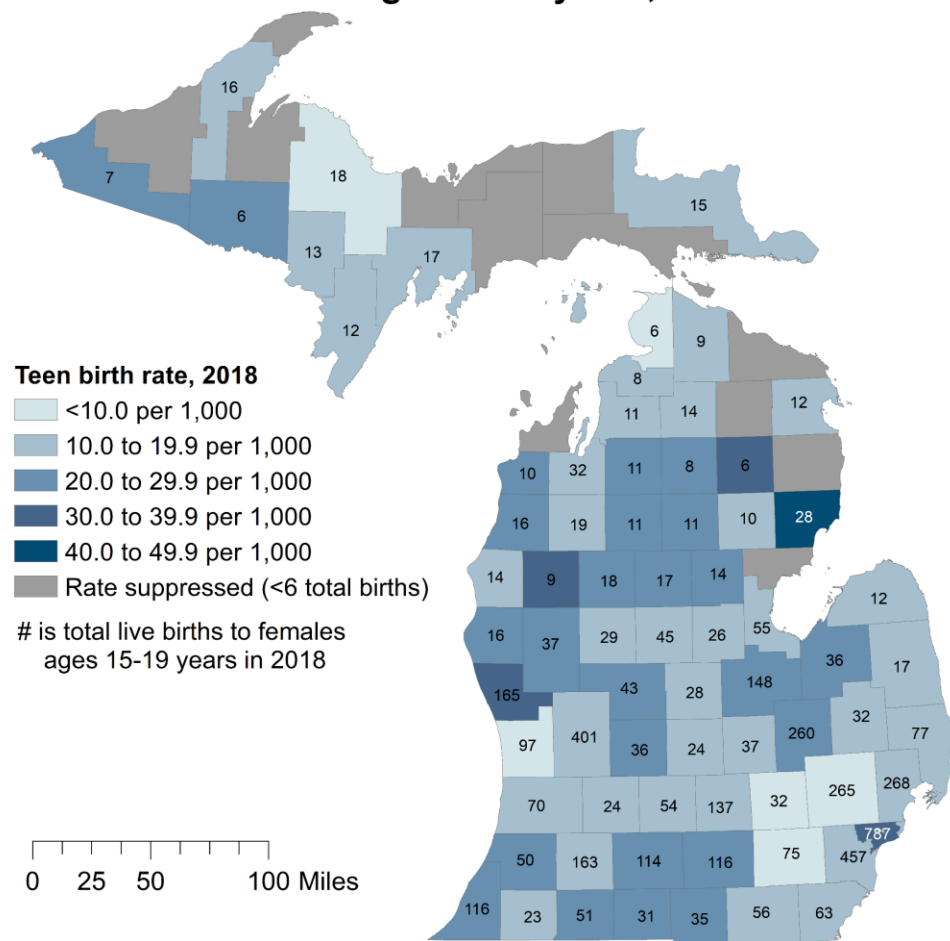 16
7
18
6
15
13
17
12
6
9
8
12
11
14
Teen birth rate, 2018
<10.0 per 1,000
10.0 to 19.9 per 1,000
20.0 to 29.9 per 1,000
30.0 to 39.9 per 1,000
40.0 to 49.9 per 1,000
Rate suppressed (<6 total births)
# is total live births to females
ages 15-19 years in 2018
10 32 11 8 6
16 19 11 11 10 28
14 9 18 17 14
12
16 37 29 45 26 55
36 17
165 43 28 148
32
97 401 36 24 37 260 77
70 24 54 137 32 265 268
787
50 163 114 116 75 457
116 23 51 31 35 56 63
0 25 50 100 Miles